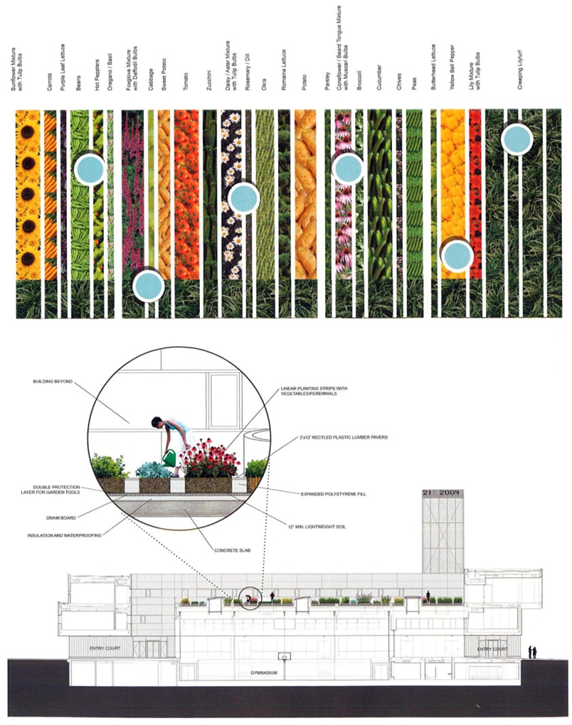 Sunflower Mixture
with Tulip Bulbs
Carrots
Purple Leaf Lettuce
Beans
Hot Peppters
Oregano / Basil
Foxglove Mixture
with Daffodil Bulbs
Cabbage
Sweet Potato
Tomato
Zucchini
Daisy / Aster Mixture
with Tulip Bulbs
Rosemary / Dill
Okra
Romaine Lettuce
Potato
Parsley
Coneflower / Beard Tongue Mixture
with Muscari Bulbs
Broccoli
Cucumber
Chives
Peas
Butterhead Lettuce
Yellow Bell Pepper
Lily Mixture
with Tulip Bulbs
Creeping Lilyturf
BUILDING BEYOND
LINEAR PLANTING STRIPS WITH
VEGETABLES/PERENNIALS
2'x12' RECYLED PLASTIC LUMBER PAVERS
DOUBLE PROTECTION
LAYER FOR GARDEN TOOLS
EXPANDED POLYSTYRENE FILL
DRAIN BOARD
12" MIN. LIGHTWEIGHT SOIL
INSULATION AND WATERPROOFING
CONCRETE SLAB
21 2004
ENTRY COURT
ENTRY COURT
GYMNASIUM